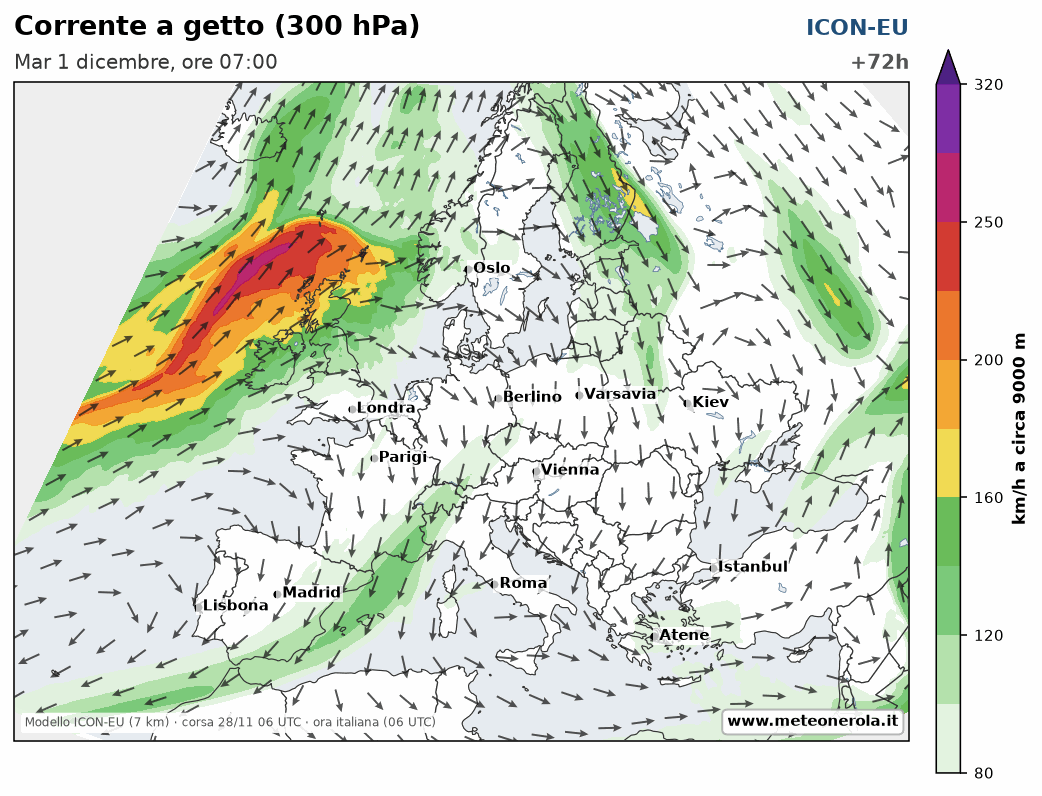 Corrente a getto (300 hPa)
ICON-EU
Mar 1 dicembre, ore 07:00
+72h
320
250
200
160
120
80
km/h a circa 9000 m
Oslo
Berlino
Varsavia
Kiev
Londra
Parigi
Vienna
Istanbul
Roma
Madrid
Lisbona
Atene
Modello ICON-EU (7 km) · corsa 28/11 06 UTC · ora italiana (06 UTC)
www.meteonerola.it